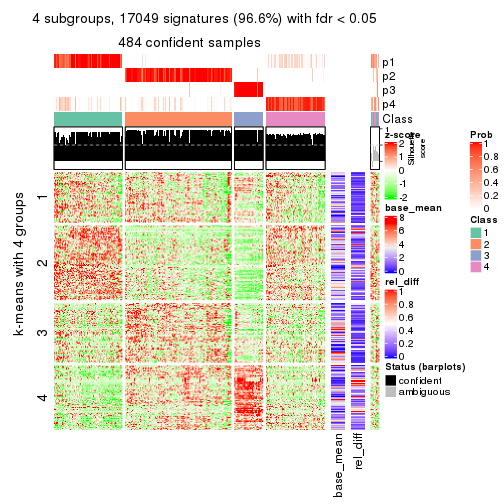 4 subgroups, 17049 signatures (96.6%) with fdr < 0.05
484 confident samples
p1
p2
p3
p4
Class
1
0
Silhouette
score
k-means with 4 groups
1
2
3
4
base_mean
rel_diff
z-score
2
1
0
-1
-2
base_mean
8
6
4
2
0
rel_diff
1
0.8
0.6
0.4
0.2
0
Status (barplots)
confident
ambiguous
Prob
1
0.8
0.6
0.4
0.2
0
Class
1
2
3
4